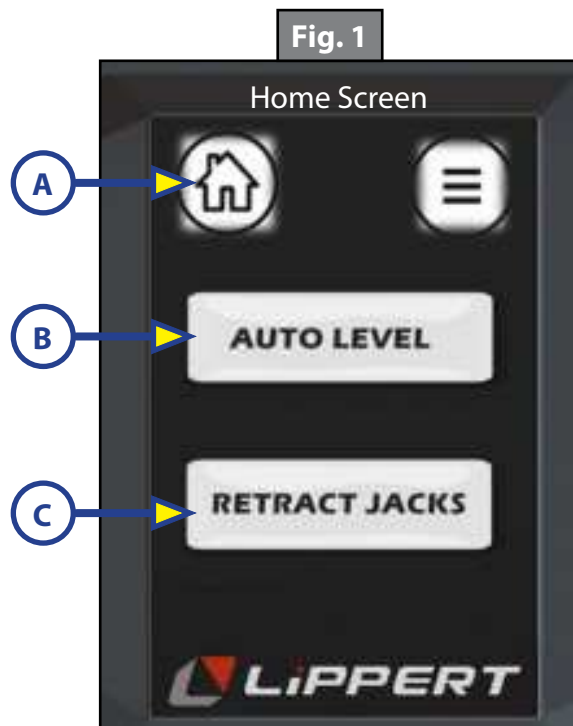 Fig. 1
Home Screen
A
B
AUTO LEVEL
C
RETRACT JACKS
LiPPERT